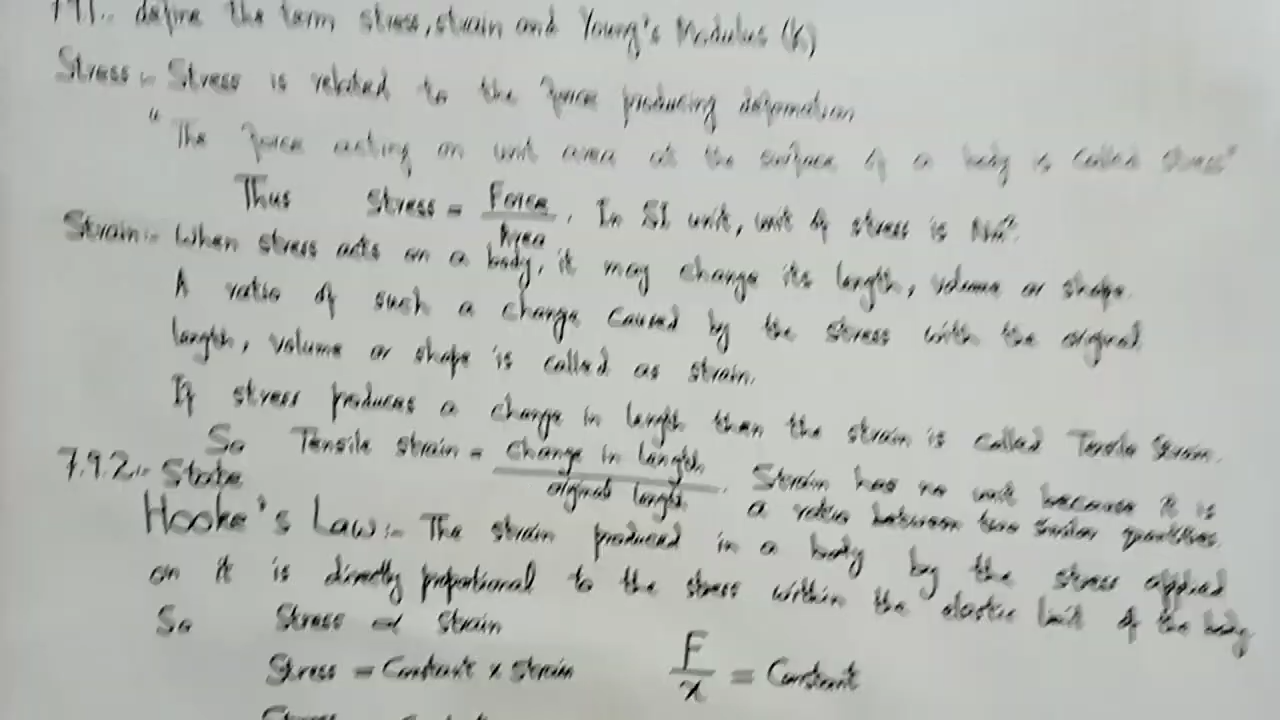 define the term stress, strain and Young's Modulus (K)
Stress :- Stress is related to the force producing deformation
"The force acting on unit area at the surface of a body is called stress"
Thus Stress = Force / Area . In SI unit, unit of stress is
Strain :- When stress acts on a body, it may change its length, volume or shape.
A ratio of such a change caused by the stress with the original
length, volume or shape is called as strain.
If stress produces a change in length then the strain is called Tensile Strain.
So Tensile strain = Change in length / original length . Strain has no unit because it is
a ratio between two similar quantities.
7.9.2:- State
Hooke's Law :- The strain produced in a body by the stress applied
on it is directly proportional to the stress within the elastic limit of the body
So Stress ∝ Strain
Stress = Constant x Strain F / x = Constant
Stress